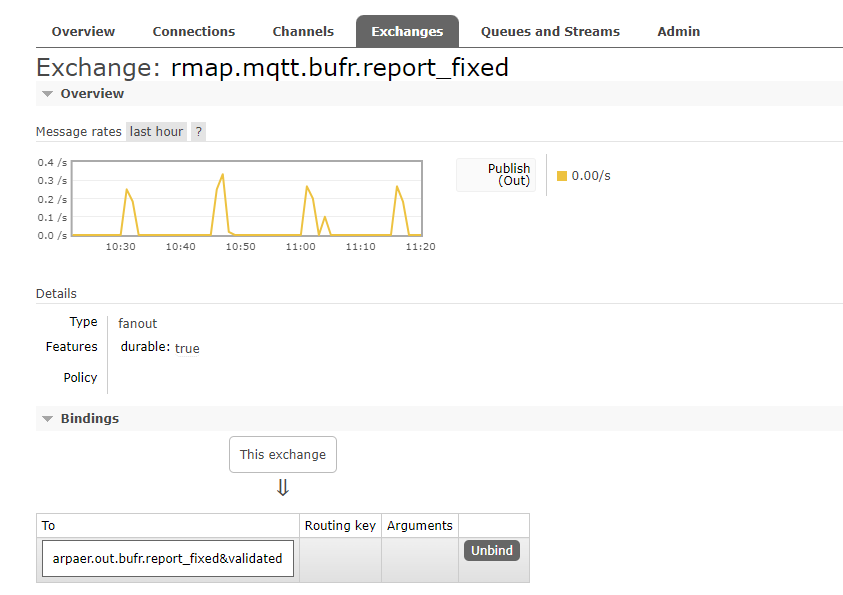 Overview Connections Channels Exchanges Queues and Streams Admin
Exchange: rmap.mqtt.bufr.report_fixed
Overview
Message rates last hour ?
0.4 /s
0.3 /s
0.2 /s
0.1 /s
0.0 /s
10:30 10:40 10:50 11:00 11:10 11:20
Publish
(Out)
0.00/s
Details
Type fanout
Features durable: true
Policy
Bindings
This exchange
⇓
To Routing key Arguments
arpaer.out.bufr.report_fixed&validated Unbind